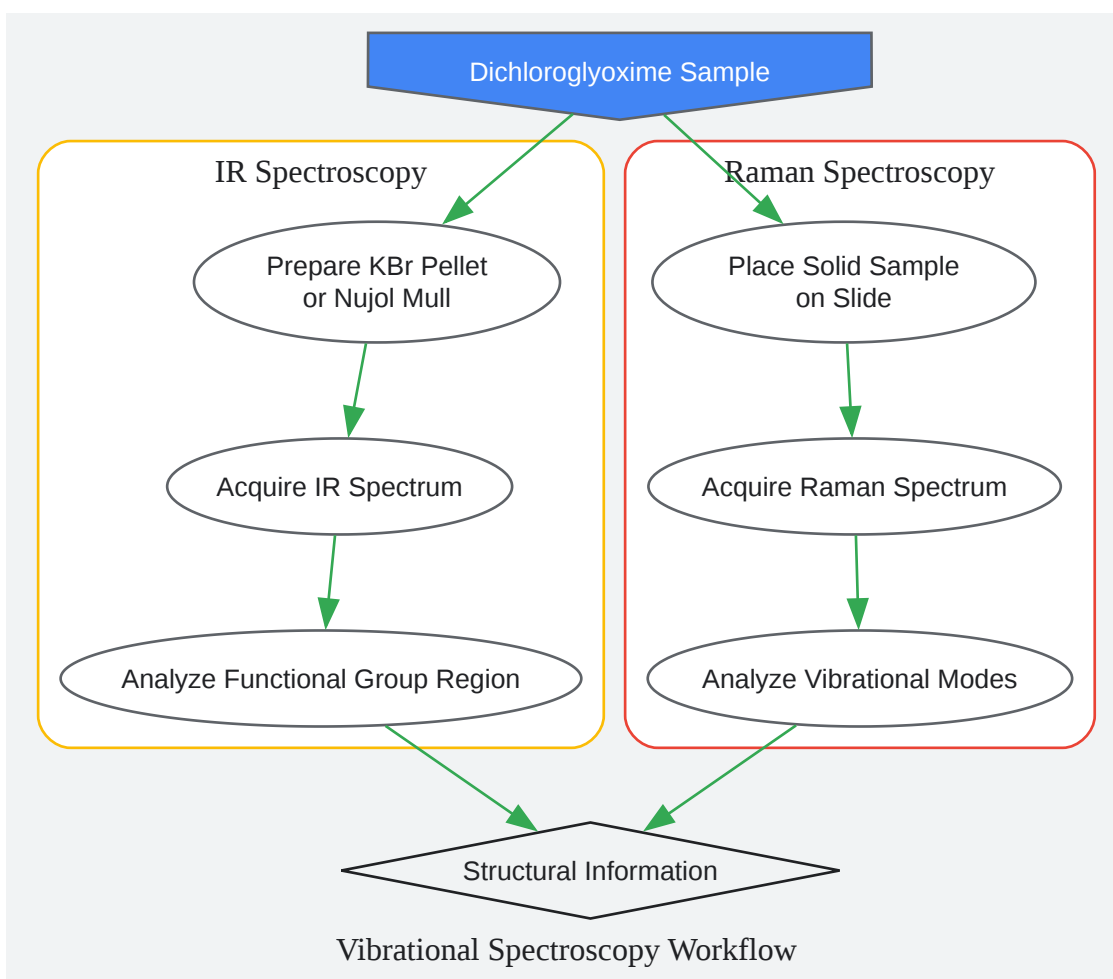 Dichloroglyoxime Sample
IR Spectroscopy
Raman Spectroscopy
Prepare KBr Pellet
or Nujol Mull
Place Solid Sample
on Slide
Acquire IR Spectrum
Acquire Raman Spectrum
Analyze Functional Group Region
Analyze Vibrational Modes
Structural Information
Vibrational Spectroscopy Workflow